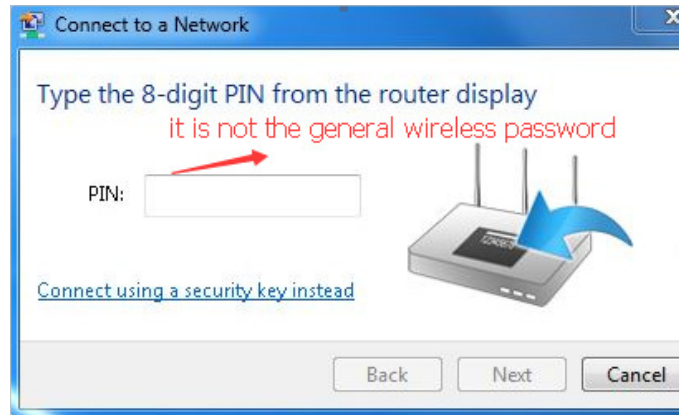 Connect to a Network
Type the 8-digit PIN from the router display
it is not the general wireless password
PIN:
12345670
Connect using a security key instead
Back Next Cancel